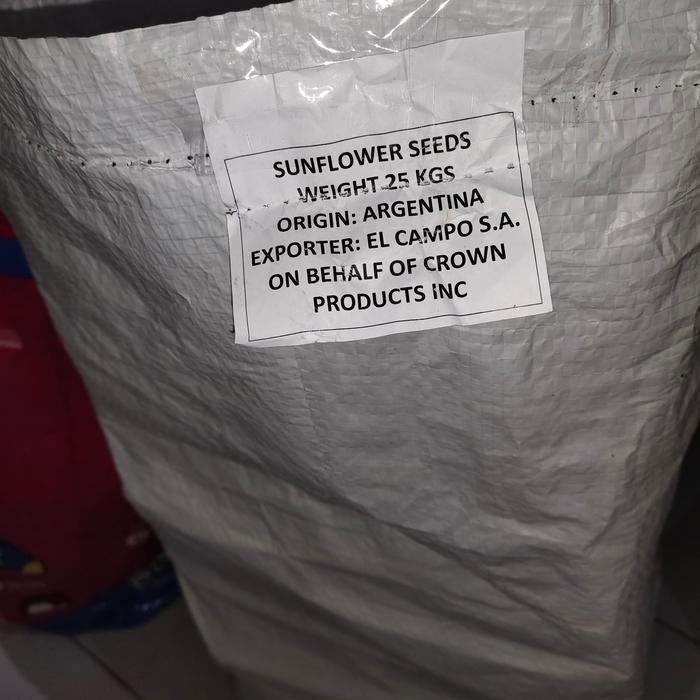 SUNFLOWER SEEDS
WEIGHT 25 KGS
ORIGIN: ARGENTINA
EXPORTER: EL CAMPO S.A.
ON BEHALF OF CROWN
PRODUCTS INC